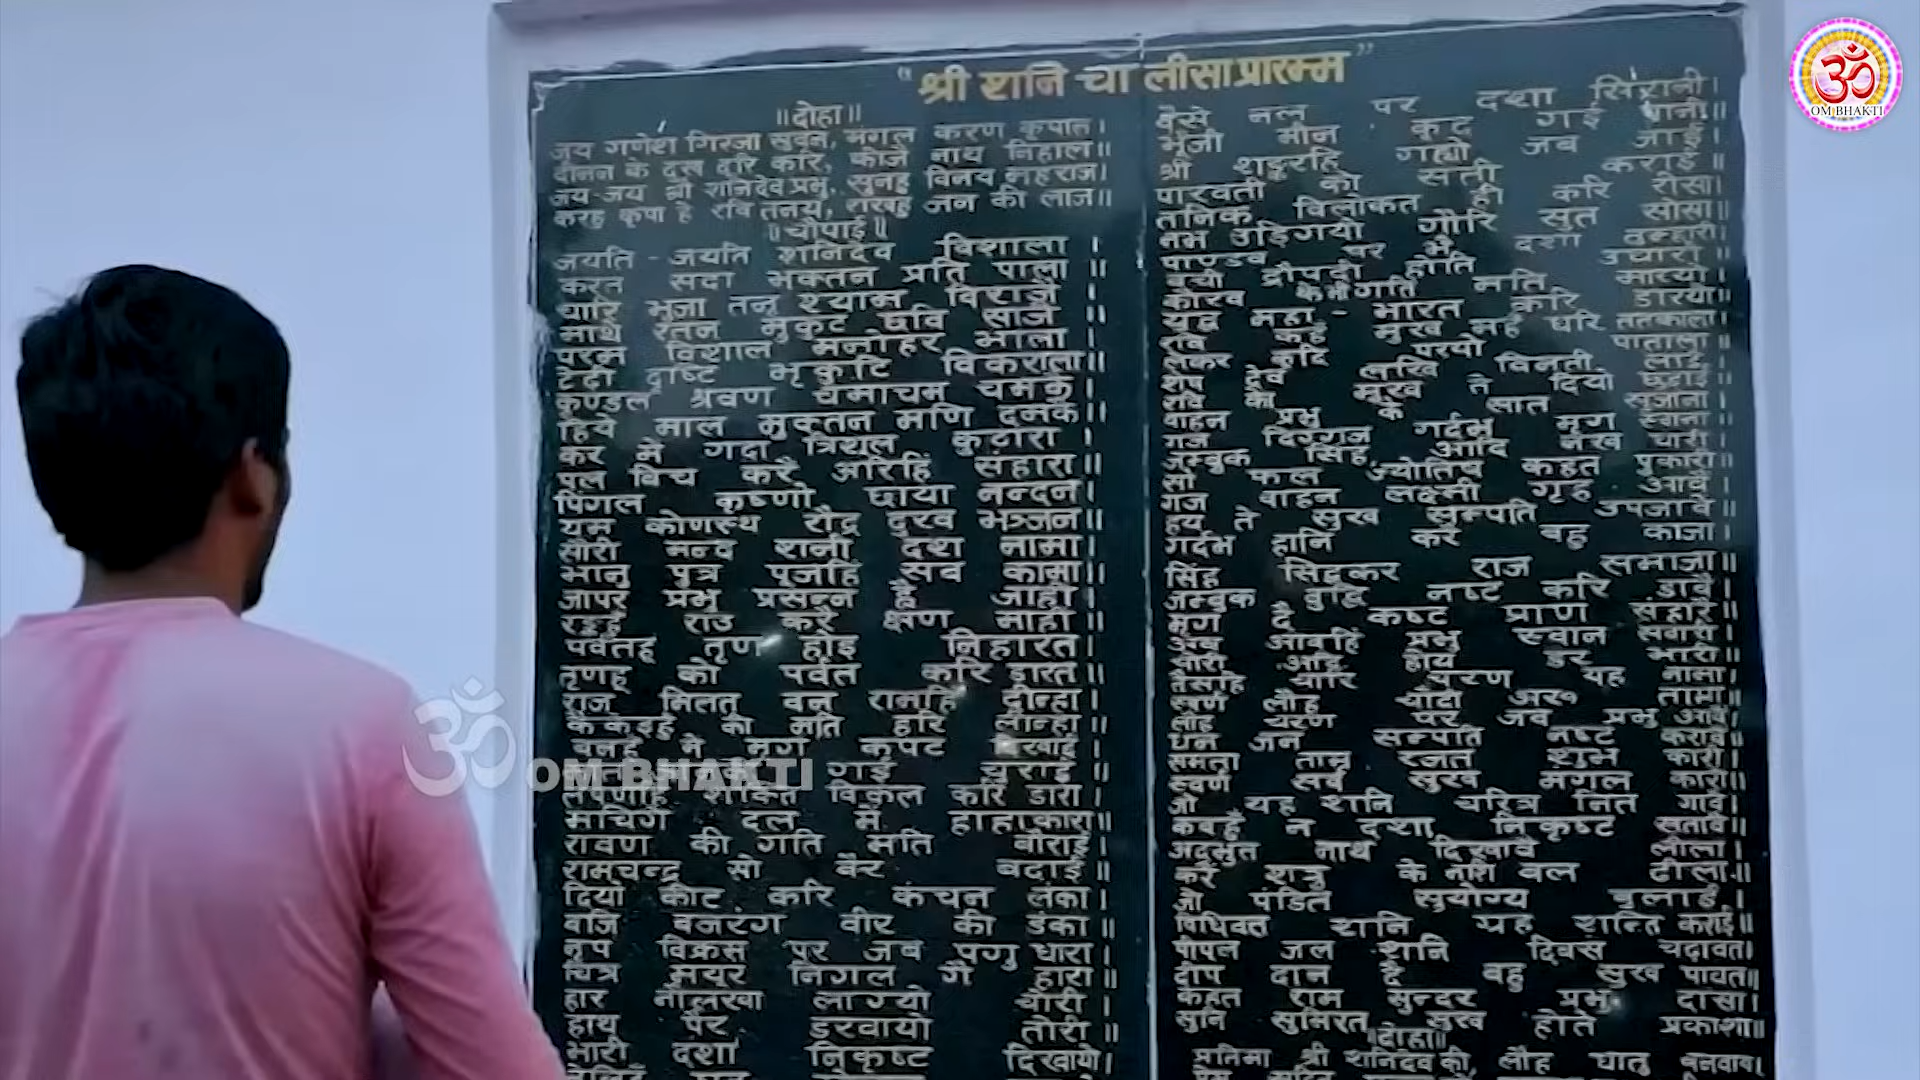 "श्री शनि चालीसा प्रारम्भ"
॥दोहा॥
जय गणेश गिरजा सुवन, मंगल करण कृपाल।
दीनन के दुख दूरि करि, कीजै नाथ निहाल॥
जय-जय श्री शनिदेव प्रभु, सुनहु विनय महराज।
करहु कृपा हे रवि तनय, राखहु जन की लाज॥
॥चौपाई॥
जयति-जयति शनिदेव विशाला।
करत सदा भक्तन प्रति पाला॥
चारि भुजा तनु श्याम विराजै।
माथे रतन मुकुट छवि साजै॥
परम विशाल मनोहर भाला।
टेढ़ी दृष्टि भृकुटि विकराला॥
कुण्डल श्रवण चमाचम चमकै।
हिये माल मुक्तन मणि दमकै॥
कर में गदा त्रिशूल कुठारा।
पल विच करै अरिहिं संहारा॥
पिंगल कृष्णो छाया नन्दन।
यम कोणस्थ रौद्र दुख भञ्जन॥
सौरी मन्द शनी दश नामा।
भानु पुत्र पूजहिं सब कामा॥
जापर प्रभु प्रसन्न हैं जाही।
रङ्कहुँ राउ करै क्षण माही॥
पर्वतहू तृण होइ निहारत।
तृणहू को पर्वत करि डारत॥
राज मिलत बन रामहि दीन्हा।
कैकइहुं की मति हरि लीन्हा॥
बनहुं में मृग कपट
गई चुराई।
शक्ति विकल करि डारा।
मचिगै दल में हाहाकारा॥
रावण की गति मति बौराई।
रामचन्द्र सो बैर बढ़ाई॥
दियो कीट करि कंचन लंका।
बजि बजरंग वीर की डंका॥
नृप विक्रम पर जब पगु धारा।
चित्र मयूर निगल गै हारा॥
हार नौलखा लाग्यो चोरी।
हाथ पैर डरवायो तोरी॥
भारी दशा निकृष्ट दिखायो।
वैसे नल पर दशा सिरानी।
भूंजी मीन कूद गई पानी॥
श्री शङ्करहि गह्यो जब जाई।
पारवती को सती कराई॥
तनिक विलोकत ही करि रीसा।
नभ उड़िगयो गौरि सुत सीसा॥
पाण्डव पर भै दशा तुम्हारी।
बची द्रौपदी होति उघारी॥
कौरव के भी गति मति मारयो।
युद्ध महा-भारत करि डारयो॥
रवि कहं मुख महं धरि ततकाला।
लेकर कूदि परयो पाताला॥
शेष देव लखि विनती लाई।
रवि को मुख ते दियो छुड़ाई॥
वाहन प्रभु के सात सुजाना।
गज दिग्गज गर्दभ मृग स्वाना॥
जम्बुक सिंह आदि नख धारी।
सो फल ज्योतिष कहत पुकारी॥
गज वाहन लक्ष्मी गृह आवै।
हय ते सुख सम्पति उपजावै॥
गर्दभ हानि करै बहु काजा।
सिंह सिद्धकर राज समाजा॥
जम्बुक बुद्धि नष्ट करि डारै।
मृग दे कष्ट प्राण संहारै॥
जब आवहिं प्रभु स्वान सवारी।
चोरी आदि होय डर भारी॥
तैसहि चारि चरण यह नामा।
स्वर्ण लौह चाँदी अरु तामा॥
लौह चरण पर जब प्रभु आवै।
धन जन सम्पति नष्ट करावै॥
समता ताम्र रजत शुभ कारी।
स्वर्ण सर्व सुख मंगल कारी॥
जो यह शनि चरित्र नित गावै।
कबहुँ न दशा निकृष्ट सतावै॥
अद्भुत नाथ दिखावै लीला।
करै शत्रु के नशि बल ढीला॥
जो पंडित सुयोग्य बुलाई।
विधिवत शनि ग्रह शान्ति कराई॥
पीपल जल शनि दिवस चढ़ावत।
दीप दान दै बहु सुख पावत॥
कहत राम सुन्दर प्रभु दासा।
सुनि सुमिरत सुख होत प्रकाशा॥
॥दोहा॥
प्रतिमा श्री शनिदेव की, लौह धातु बनवाय।
ॐ OM BHAKTI
ॐ OM BHAKTI